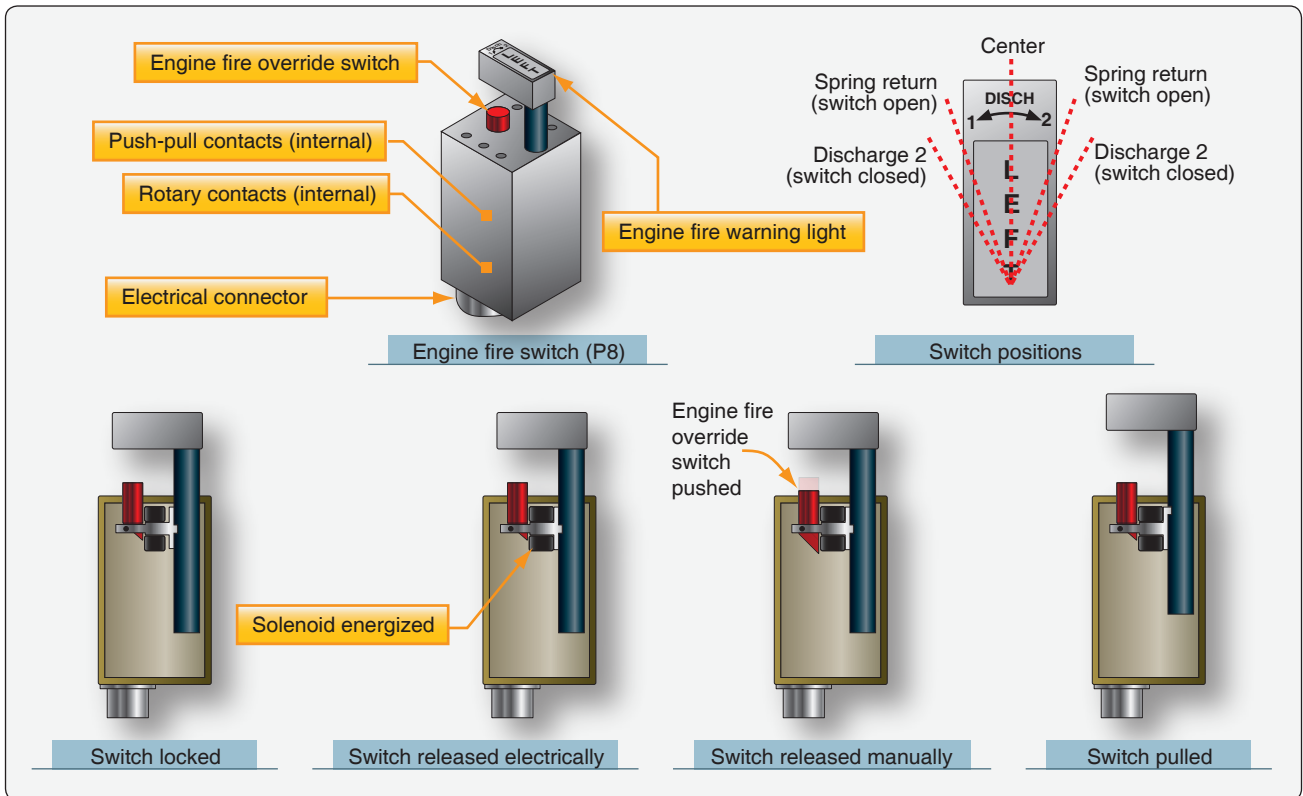 Engine fire override switch
Push-pull contacts (internal)
Rotary contacts (internal)
Electrical connector
LEFT
Engine fire warning light
Engine fire switch (P8)
Center
Spring return
(switch open)
Spring return
(switch open)
DISCH
1
2
Discharge 2
(switch closed)
Discharge 2
(switch closed)
L
E
F
T
Switch positions
Engine fire
override
switch
pushed
Solenoid energized
Switch locked
Switch released electrically
Switch released manually
Switch pulled